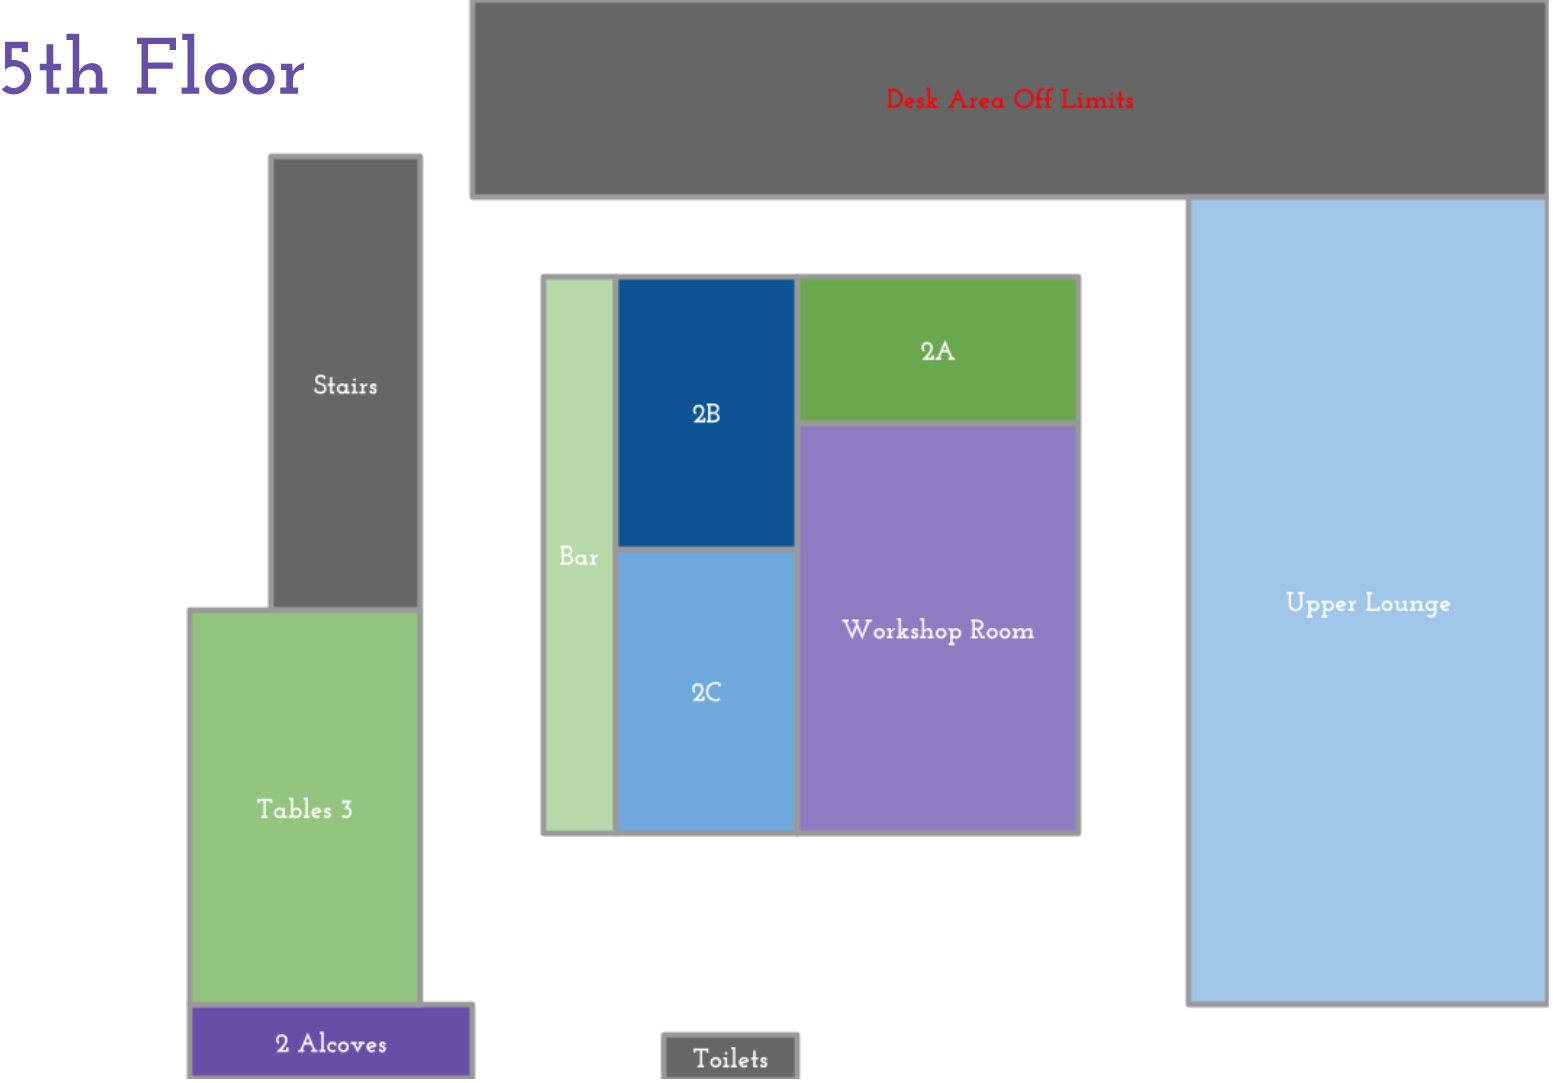 5th Floor
Desk Area Off Limits
Stairs
2B
2A
Bar
2C
Workshop Room
Upper Lounge
Tables 3
2 Alcoves
Toilets